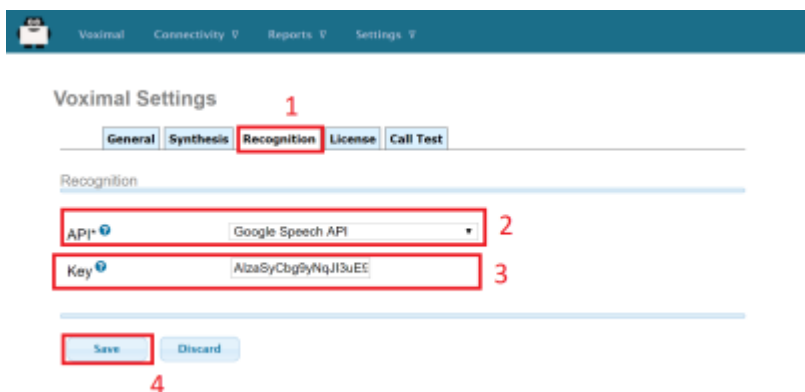 Voximal Connectivity ∇ Reports ∇ Settings ∇
Voximal Settings
1
General Synthesis Recognition License Call Test
Recognition
API* ? Google Speech API ▼ 2
Key ? 3
Save Discard
4